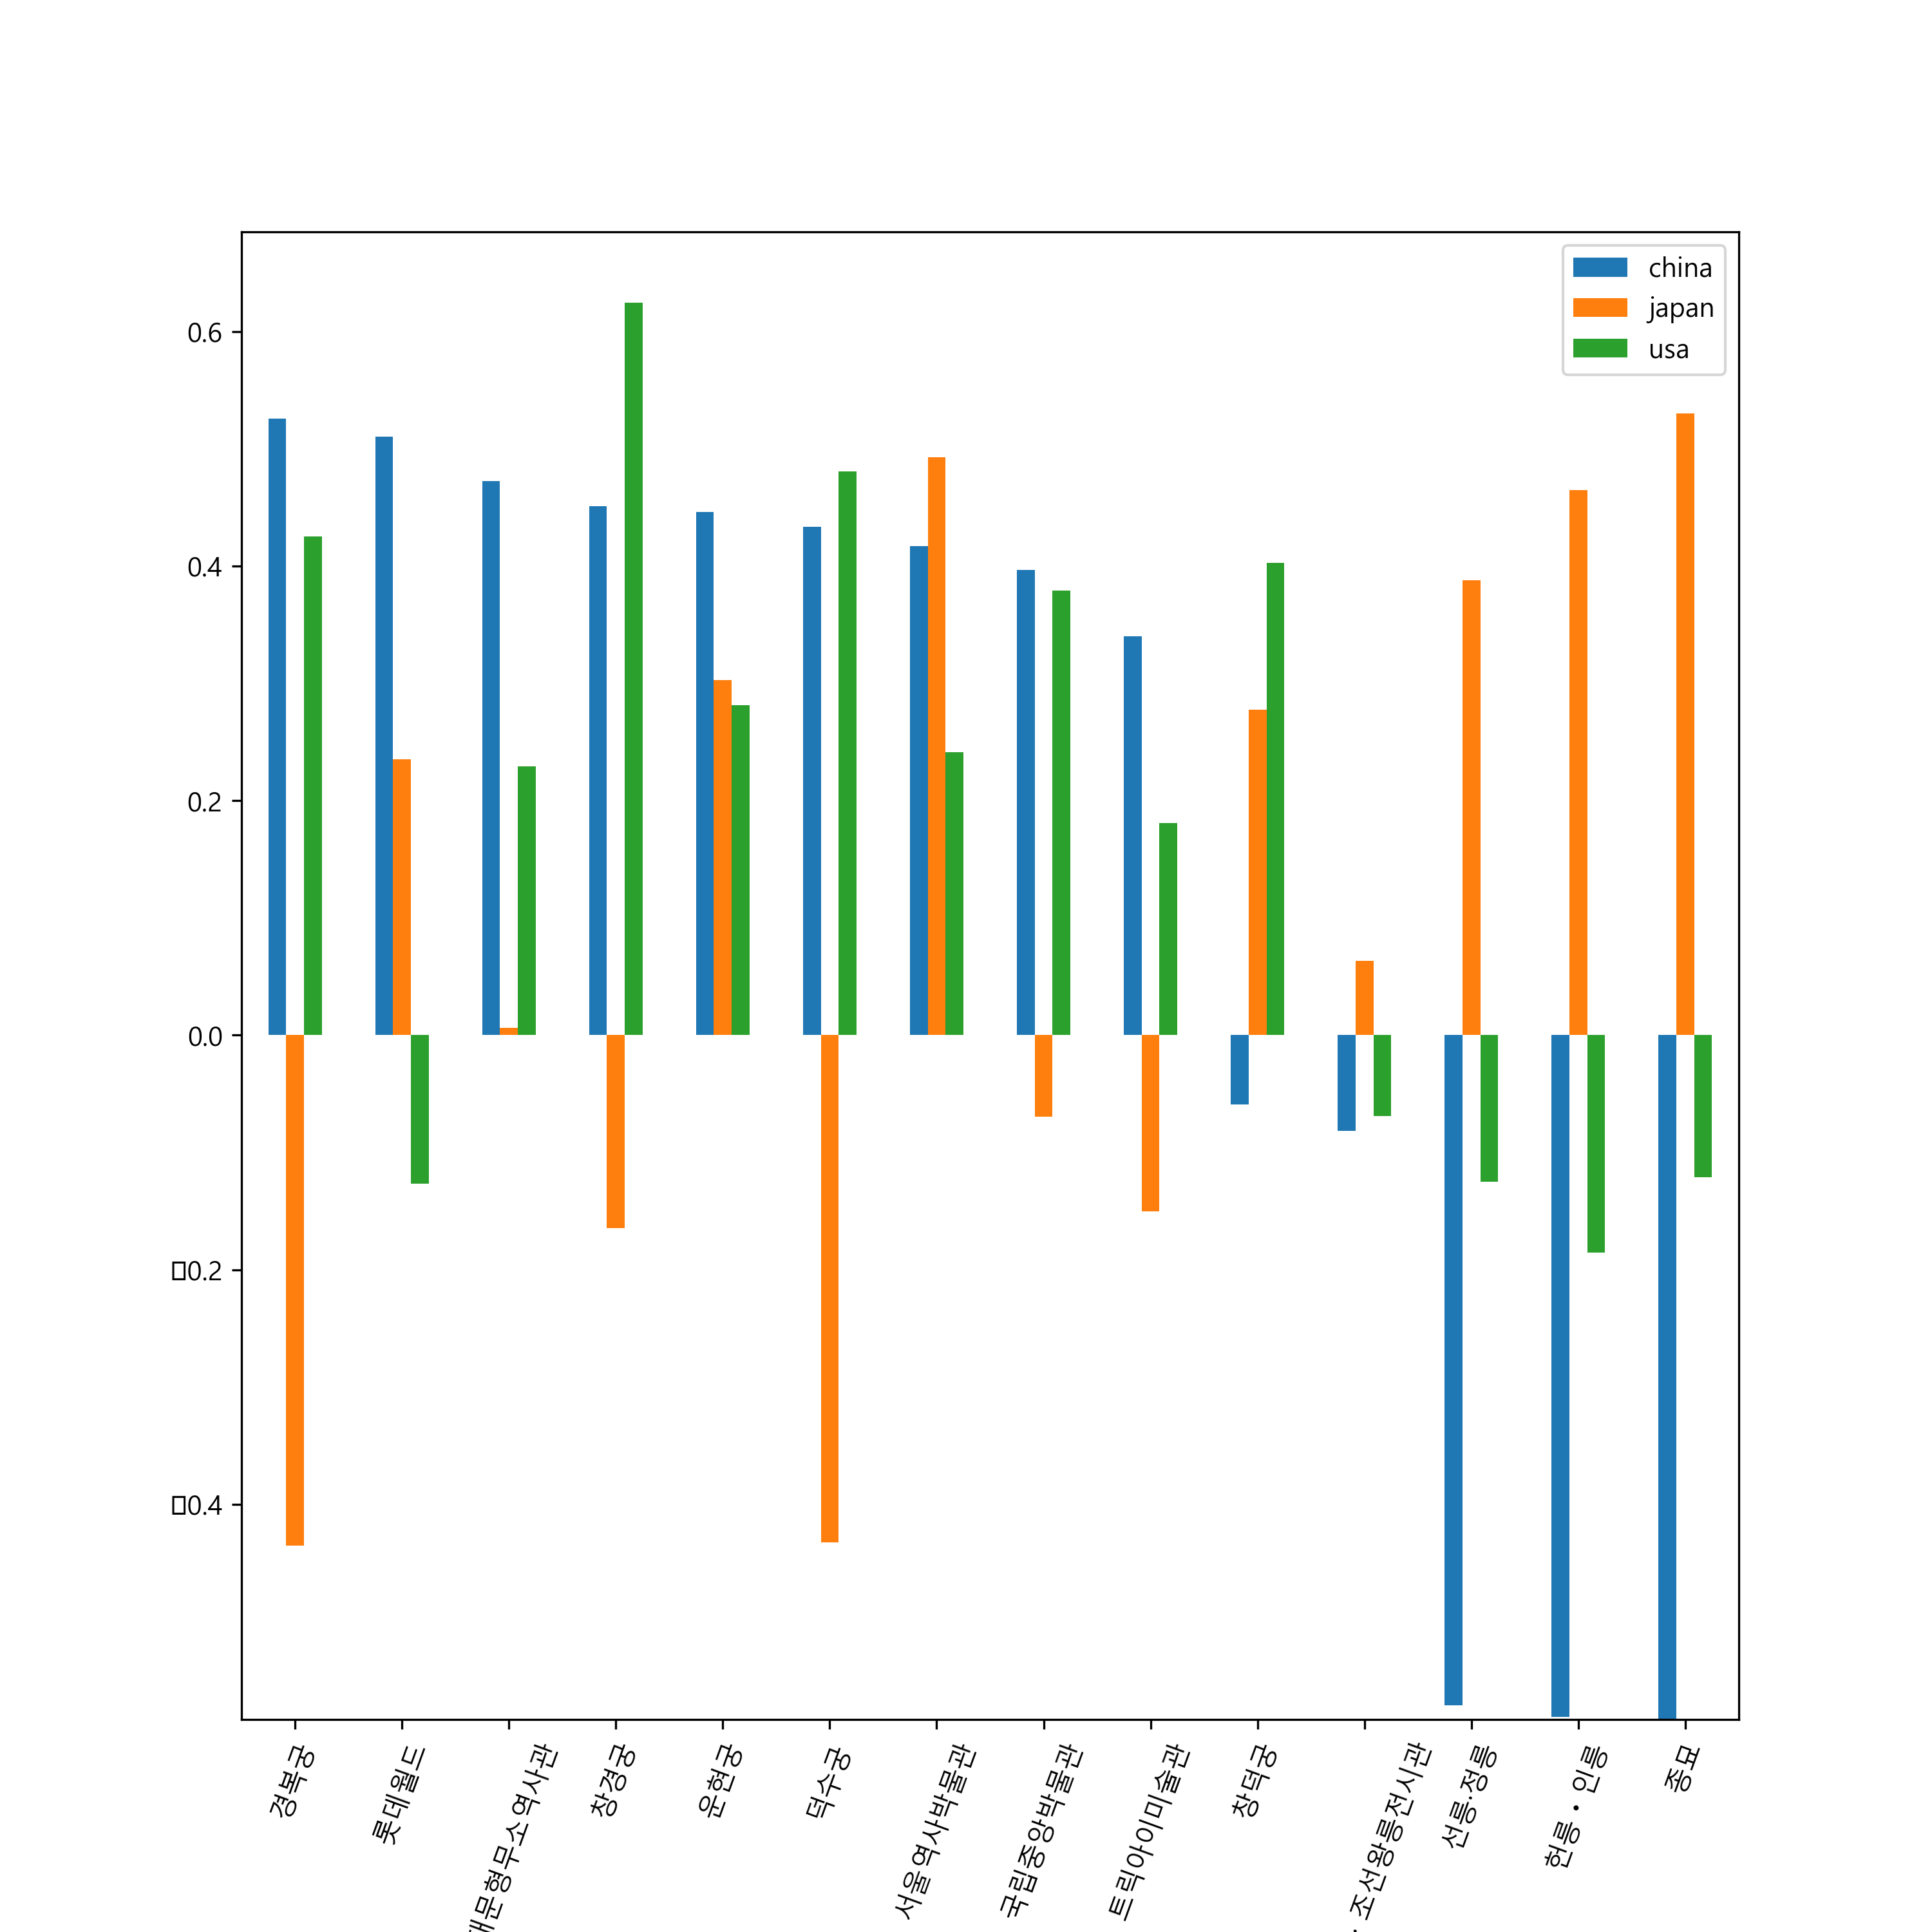 china
japan
usa
0.6
0.4
0.2
0.0
□0.2
□0.4
경복궁
롯데월드
대문형무소역사관
창경궁
운현궁
덕수궁
서울역사박물관
국립중앙박물관
트릭아이미술관
창덕궁
· 조선왕릉전시관
선릉·정릉
헌릉 · 인릉
종묘